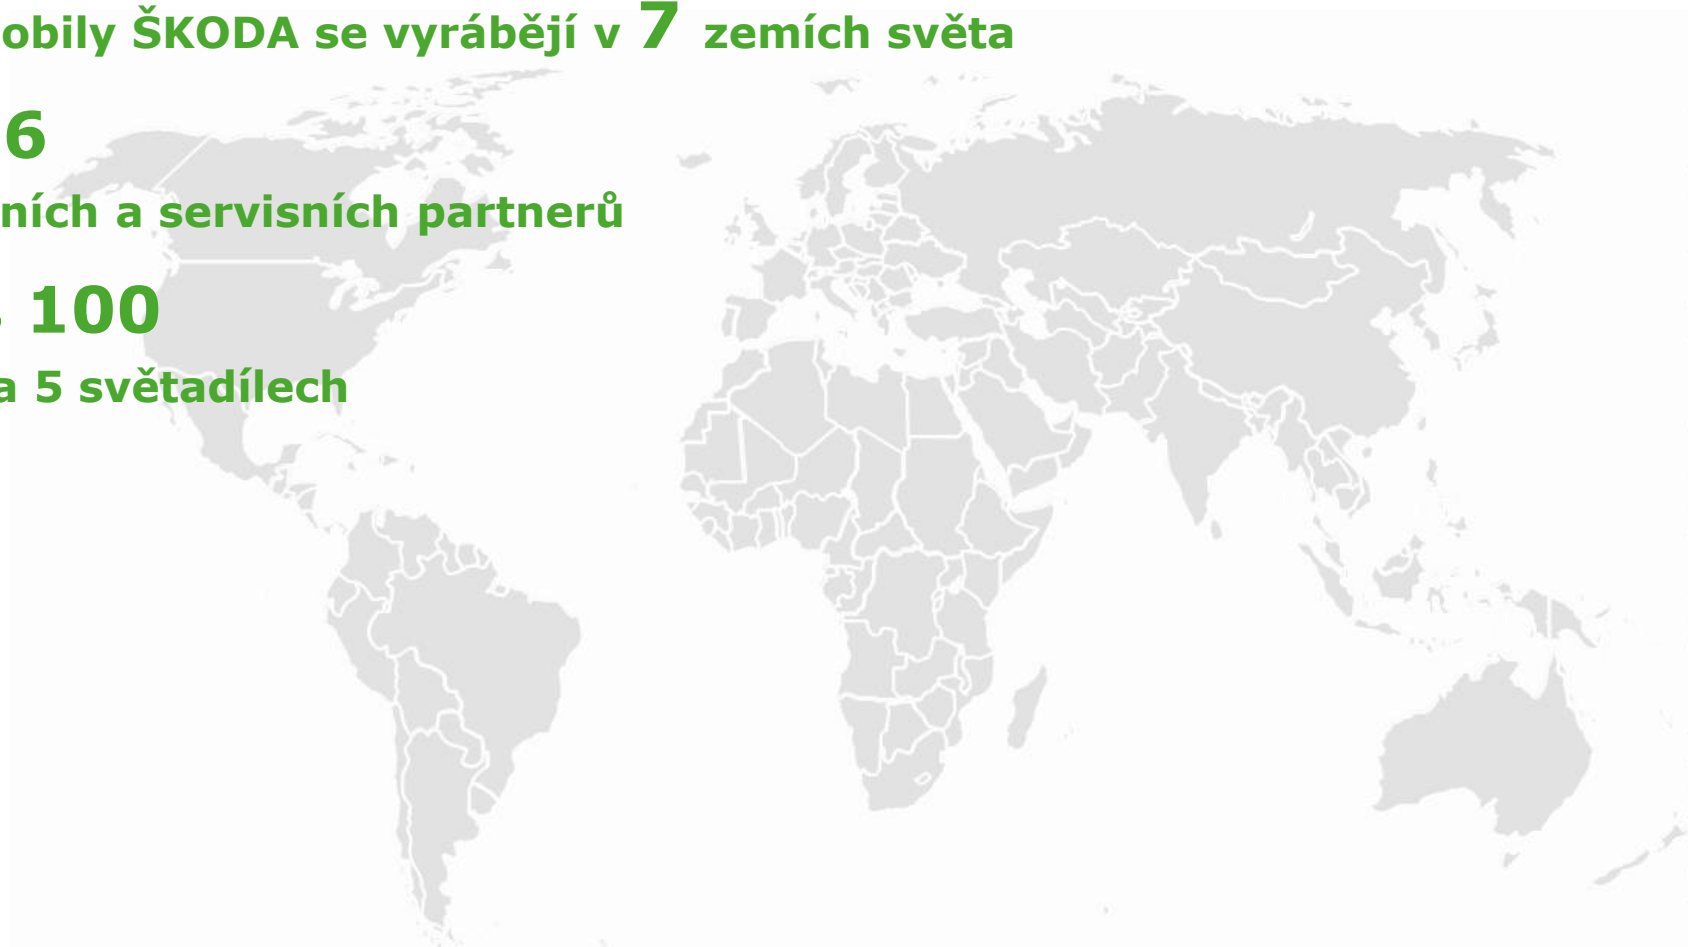 obily ŠKODA se vyrábějí v 7 zemích světa
6
ních a servisních partnerů
100
a 5 světadílech